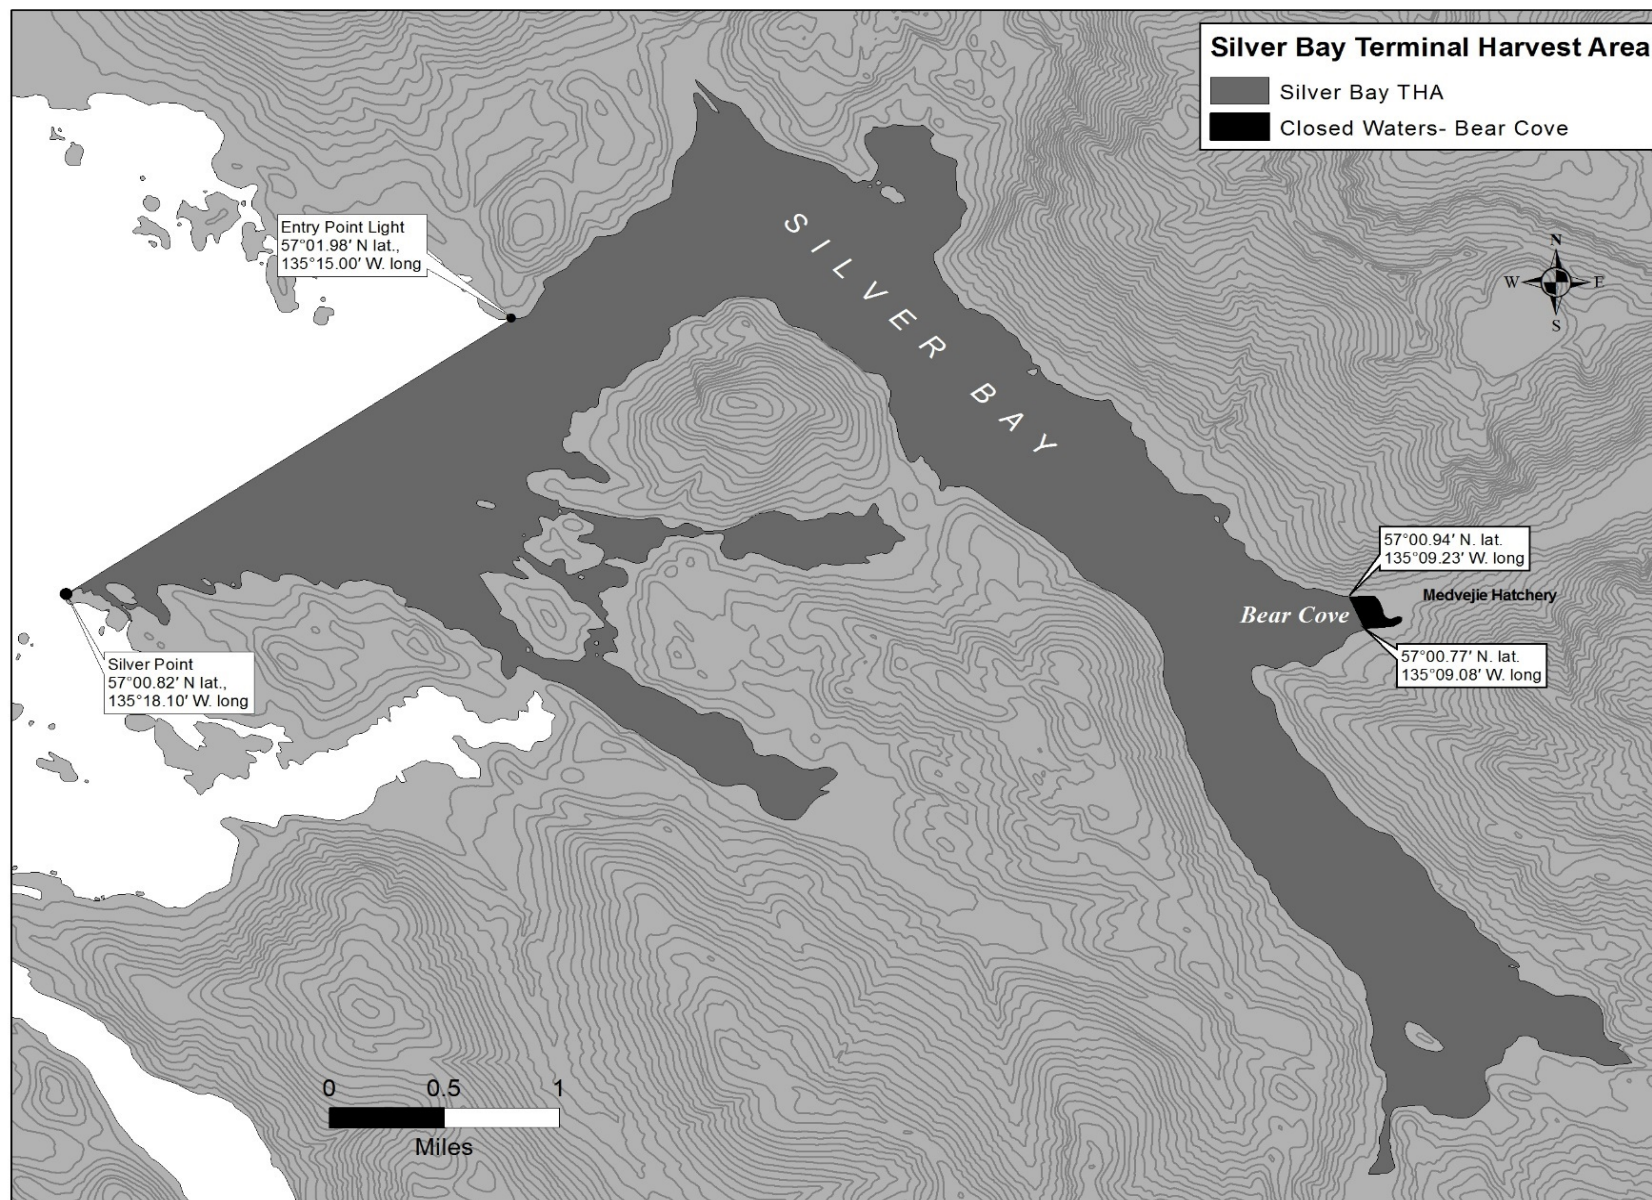 Silver Bay Terminal Harvest Area
Silver Bay THA
Closed Waters- Bear Cove
Entry Point Light
57°01.98′ N lat.,
135°15.00′ W. long
SILVER BAY
N
W
E
S
57°00.94′ N. lat.
135°09.23′ W. long
Medvejie Hatchery
Bear Cove
57°00.77′ N. lat.
135°09.08′ W. long
Silver Point
57°00.82′ N lat.,
135°18.10′ W. long
0 0.5 1
Miles